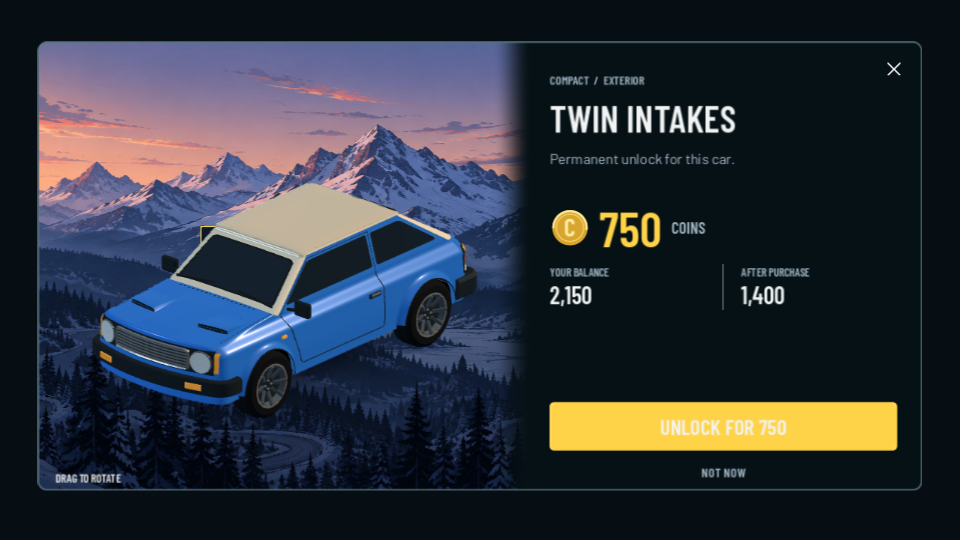 COMPACT / EXTERIOR
TWIN INTAKES
Permanent unlock for this car.
C 750 COINS
YOUR BALANCE
2,150
AFTER PURCHASE
1,400
UNLOCK FOR 750
NOT NOW
DRAG TO ROTATE